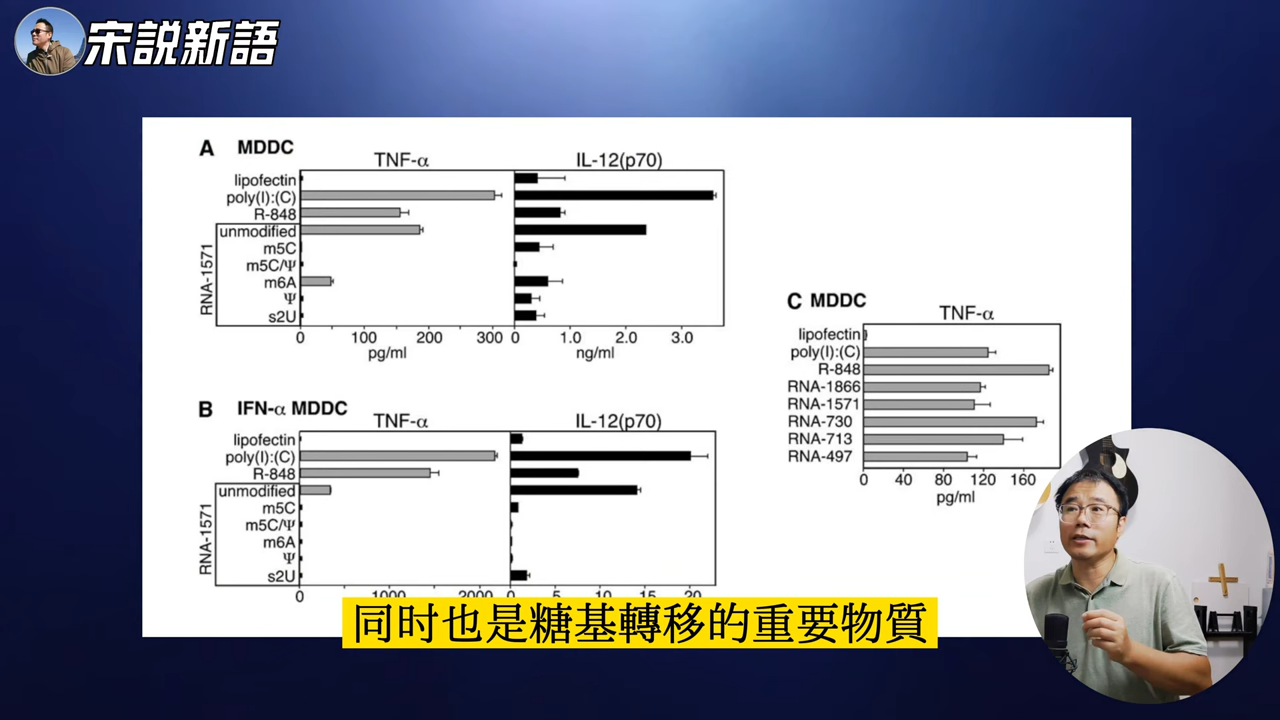 宋説新語
A MDDC
TNF-α
IL-12(p70)
lipofectin
poly(I):(C)
R-848
unmodified
m5C
m5C/Ψ
m6A
Ψ
s2U
RNA-1571
0 100 200 300
pg/ml
0 1.0 2.0 3.0
ng/ml
B IFN-α MDDC
TNF-α
IL-12(p70)
lipofectin
poly(I):(C)
R-848
unmodified
m5C
m5C/Ψ
m6A
Ψ
s2U
RNA-1571
0 1000 2000 0 5 10 15 20
C MDDC
TNF-α
lipofectin
poly(I):(C)
R-848
RNA-1866
RNA-1571
RNA-730
RNA-713
RNA-497
0 40 80 120 160
pg/ml
同时也是糖基轉移的重要物質